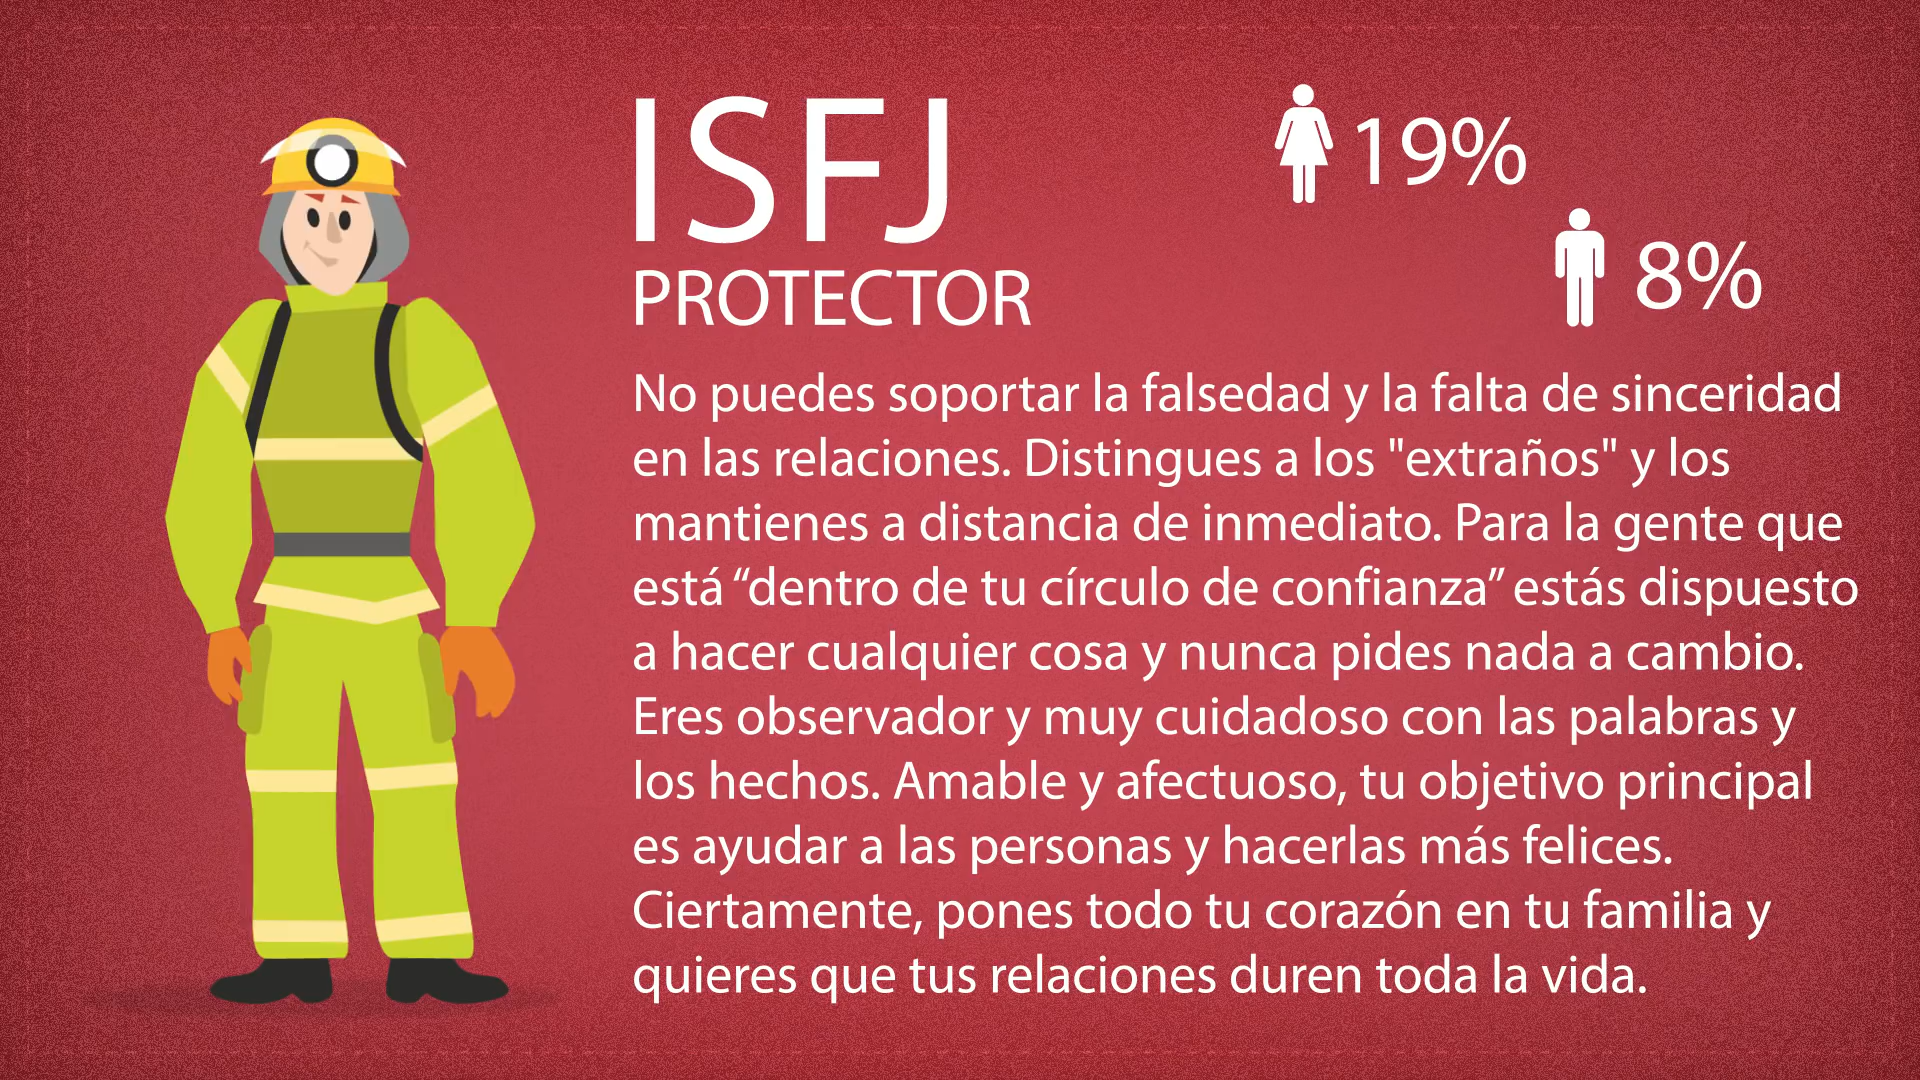 ISFJ
PROTECTOR
19%
8%
No puedes soportar la falsedad y la falta de sinceridad
en las relaciones. Distingues a los "extraños" y los
mantienes a distancia de inmediato. Para la gente que
está “dentro de tu círculo de confianza” estás dispuesto
a hacer cualquier cosa y nunca pides nada a cambio.
Eres observador y muy cuidadoso con las palabras y
los hechos. Amable y afectuoso, tu objetivo principal
es ayudar a las personas y hacerlas más felices.
Ciertamente, pones todo tu corazón en tu familia y
quieres que tus relaciones duren toda la vida.